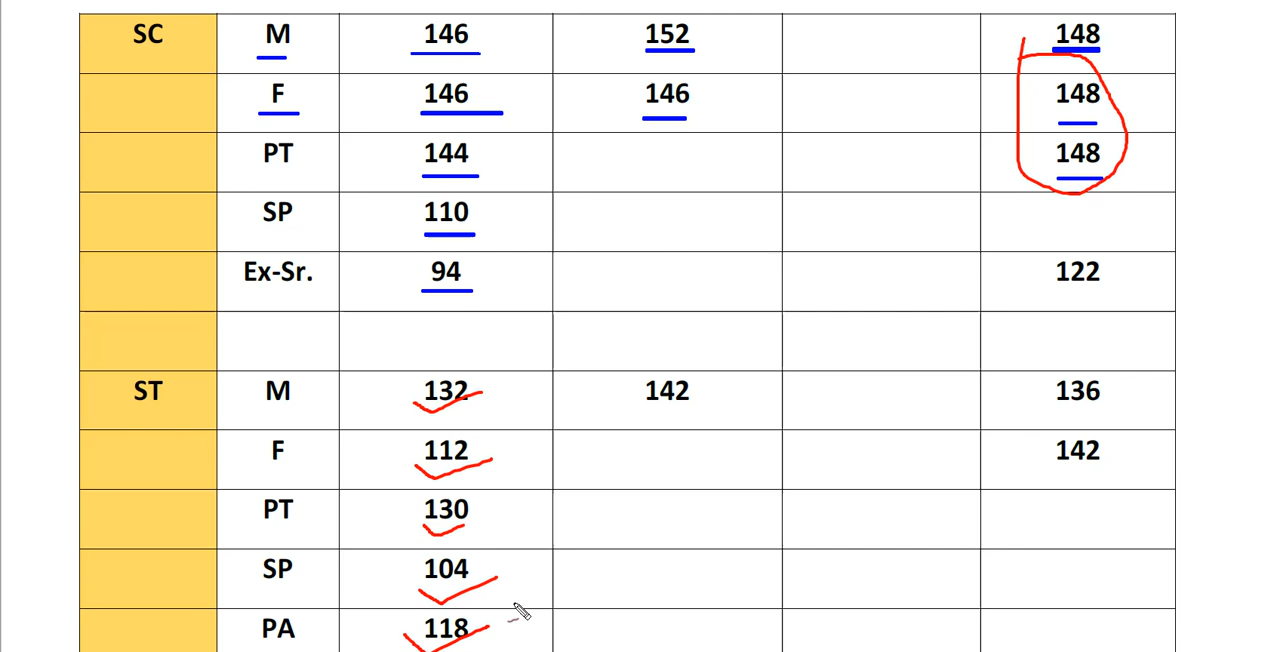 SC M 146 152 148
F 146 146 148
PT 144 148
SP 110
Ex-Sr. 94 122
ST M 132 142 136
F 112 142
PT 130
SP 104
PA 118